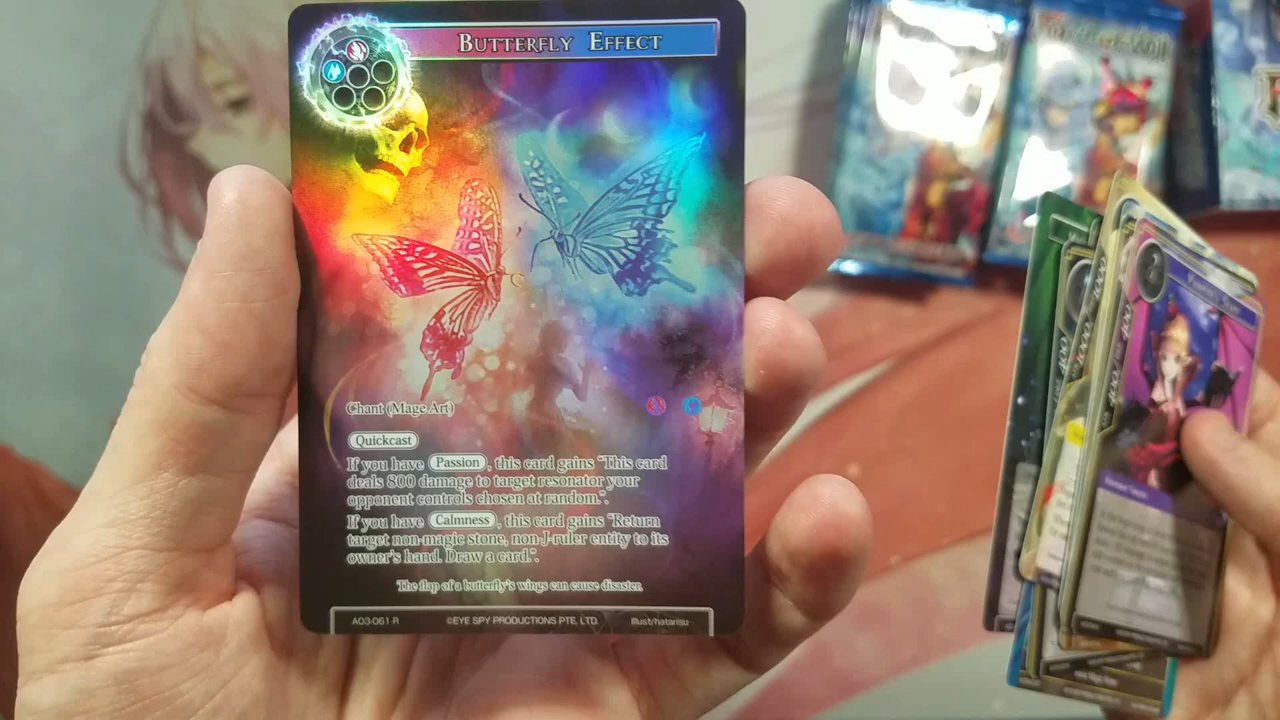 BUTTERFLY EFFECT
Chant (Mage Art)
Quickcast
If you have Passion, this card gains "This card
deals 800 damage to target resonator your
opponent controls chosen at random.".
If you have Calmness, this card gains "Return
target non-magic stone, non-J-ruler entity to its
owner's hand. Draw a card.".
The flap of a butterfly's wings can cause disaster.
AO3-061 R ©EYE SPY PRODUCTIONS PTE. LTD. Illust/hatarisu
2